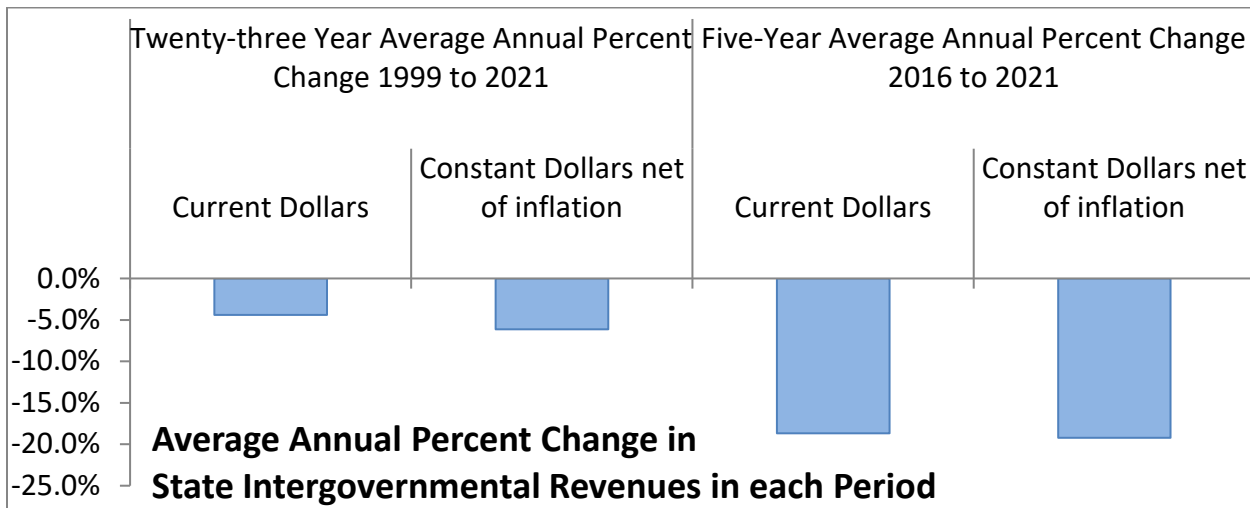 Twenty-three Year Average Annual Percent
Change 1999 to 2021
Five-Year Average Annual Percent Change
2016 to 2021
Current Dollars
Constant Dollars net
of inflation
Current Dollars
Constant Dollars net
of inflation
0.0%
-5.0%
-10.0%
-15.0%
-20.0%
-25.0%
Average Annual Percent Change in
State Intergovernmental Revenues in each Period